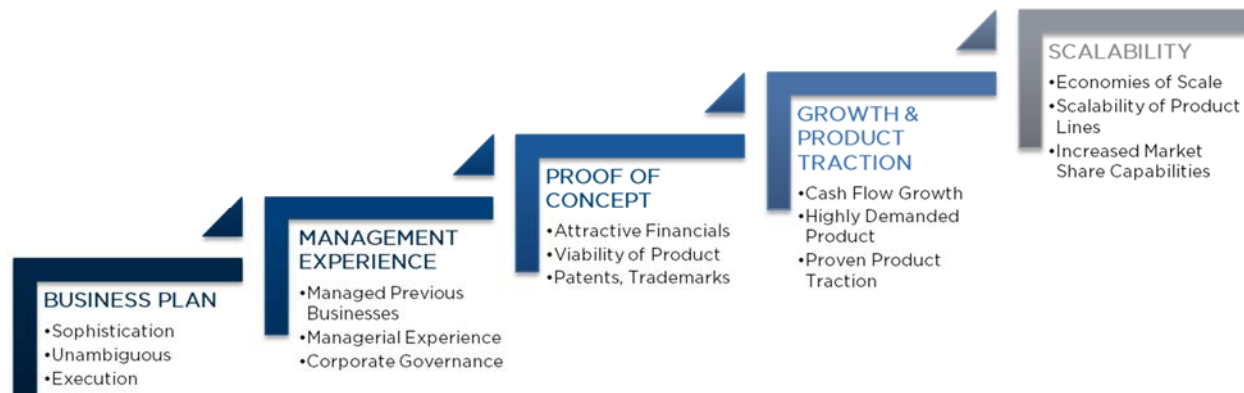 BUSINESS PLAN
•Sophistication
•Unambiguous
•Execution
MANAGEMENT
EXPERIENCE
•Managed Previous
Businesses
•Managerial Experience
•Corporate Governance
PROOF OF
CONCEPT
•Attractive Financials
•Viability of Product
•Patents, Trademarks
GROWTH &
PRODUCT
TRACTION
•Cash Flow Growth
•Highly Demanded
Product
•Proven Product
Traction
SCALABILITY
•Economies of Scale
•Scalability of Product
Lines
•Increased Market
Share Capabilities